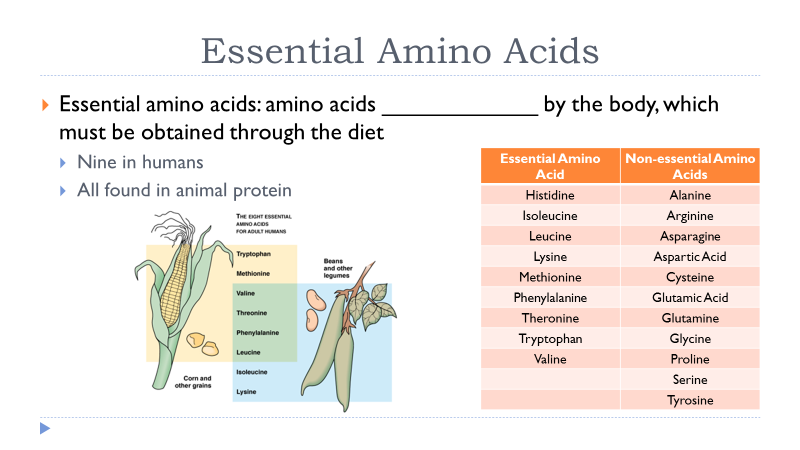 Essential Amino Acids
Essential amino acids: amino acids _____________ by the body, which
must be obtained through the diet
Nine in humans
All found in animal protein
THE EIGHT ESSENTIAL
AMINO ACIDS
FOR ADULT HUMANS
Tryptophan
Methionine
Valine
Threonine
Phenylalanine
Leucine
Isoleucine
Lysine
Corn and
other grains
Beans
and other
legumes
Essential Amino Non-essential Amino
Acid Acids
Histidine Alanine
Isoleucine Arginine
Leucine Asparagine
Lysine Aspartic Acid
Methionine Cysteine
Phenylalanine Glutamic Acid
Theronine Glutamine
Tryptophan Glycine
Valine Proline
Serine
Tyrosine